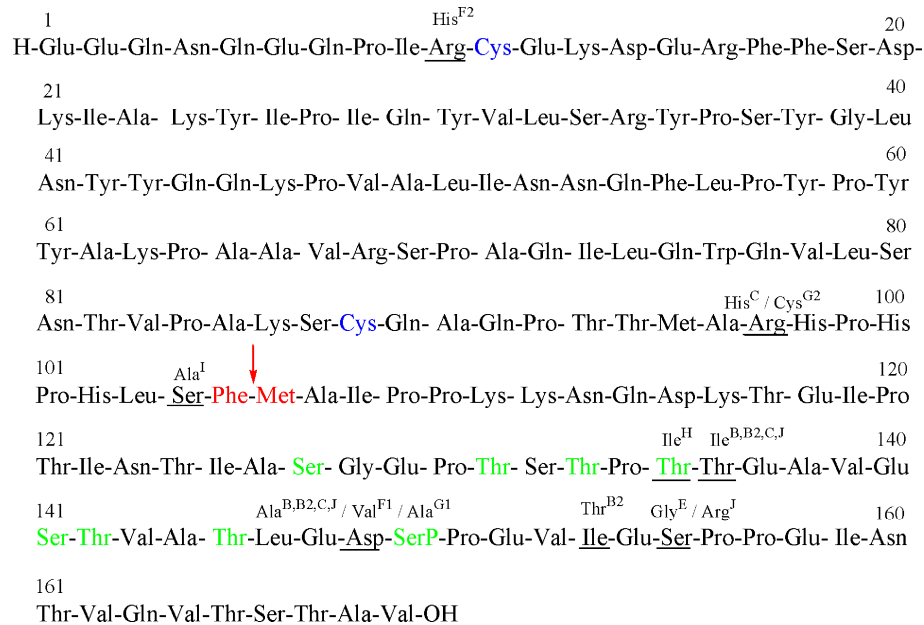 1 His^F2 20
H-Glu-Glu-Gln-Asn-Gln-Glu-Gln-Pro-Ile-Arg-Cys-Glu-Lys-Asp-Glu-Arg-Phe-Phe-Ser-Asp-
21 40
Lys-Ile-Ala- Lys-Tyr- Ile-Pro- Ile- Gln- Tyr-Val-Leu-Ser-Arg-Tyr-Pro-Ser-Tyr- Gly-Leu
41 60
Asn-Tyr-Tyr-Gln-Gln-Lys-Pro-Val-Ala-Leu-Ile-Asn-Asn-Gln-Phe-Leu-Pro-Tyr- Pro-Tyr
61 80
Tyr-Ala-Lys-Pro- Ala-Ala- Val-Arg-Ser-Pro- Ala-Gln- Ile-Leu-Gln-Trp-Gln-Val-Leu-Ser
81 His^C / Cys^G2 100
Asn-Thr-Val-Pro-Ala-Lys-Ser-Cys-Gln- Ala-Gln-Pro- Thr-Thr-Met-Ala-Arg-His-Pro-His
101 Ala^I 120
Pro-His-Leu- Ser-Phe-Met-Ala-Ile- Pro-Pro-Lys- Lys-Asn-Gln-Asp-Lys-Thr- Glu-Ile-Pro
121 Ile^H Ile^B,B2,C,J 140
Thr-Ile-Asn-Thr- Ile-Ala- Ser- Gly-Glu- Pro-Thr- Ser-Thr-Pro-Thr-Thr-Glu-Ala-Val-Glu
141 Ala^B,B2,C,J / Val^F1 / Ala^G1 Thr^B2 Gly^E / Arg^J 160
Ser-Thr-Val-Ala- Thr-Leu-Glu-Asp-SerP-Pro-Glu-Val- Ile-Glu-Ser-Pro-Pro-Glu- Ile-Asn
161
Thr-Val-Gln-Val-Thr-Ser-Thr-Ala-Val-OH